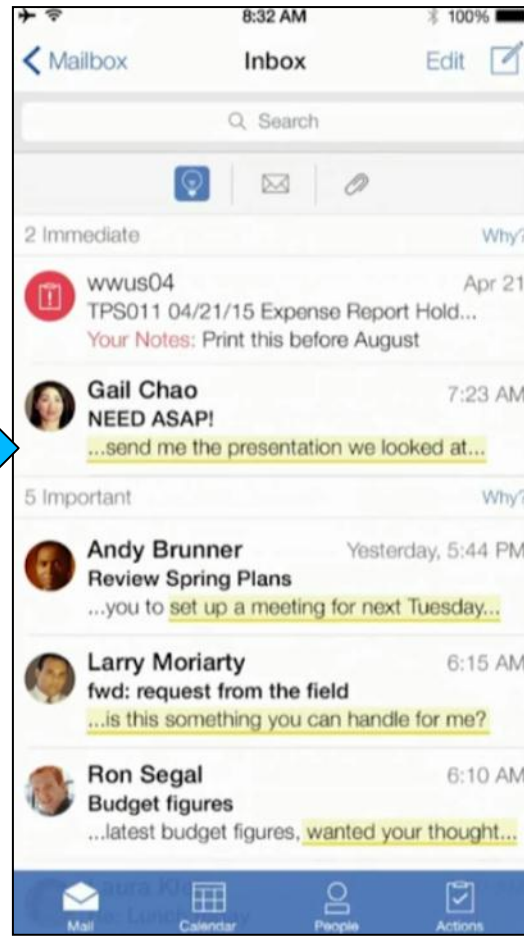 8:32 AM
100%
Mailbox
Inbox
Edit
Search
2 Immediate
Why?
wwus04
Apr 21
TPS011 04/21/15 Expense Report Hold...
Your Notes: Print this before August
Gail Chao
7:23 AM
NEED ASAP!
...send me the presentation we looked at...
5 Important
Why?
Andy Brunner
Yesterday, 5:44 PM
Review Spring Plans
...you to set up a meeting for next Tuesday...
Larry Moriarty
6:15 AM
fwd: request from the field
...is this something you can handle for me?
Ron Segal
6:10 AM
Budget figures
...latest budget figures, wanted your thought...
Laura
Mail
Calendar
People
Actions